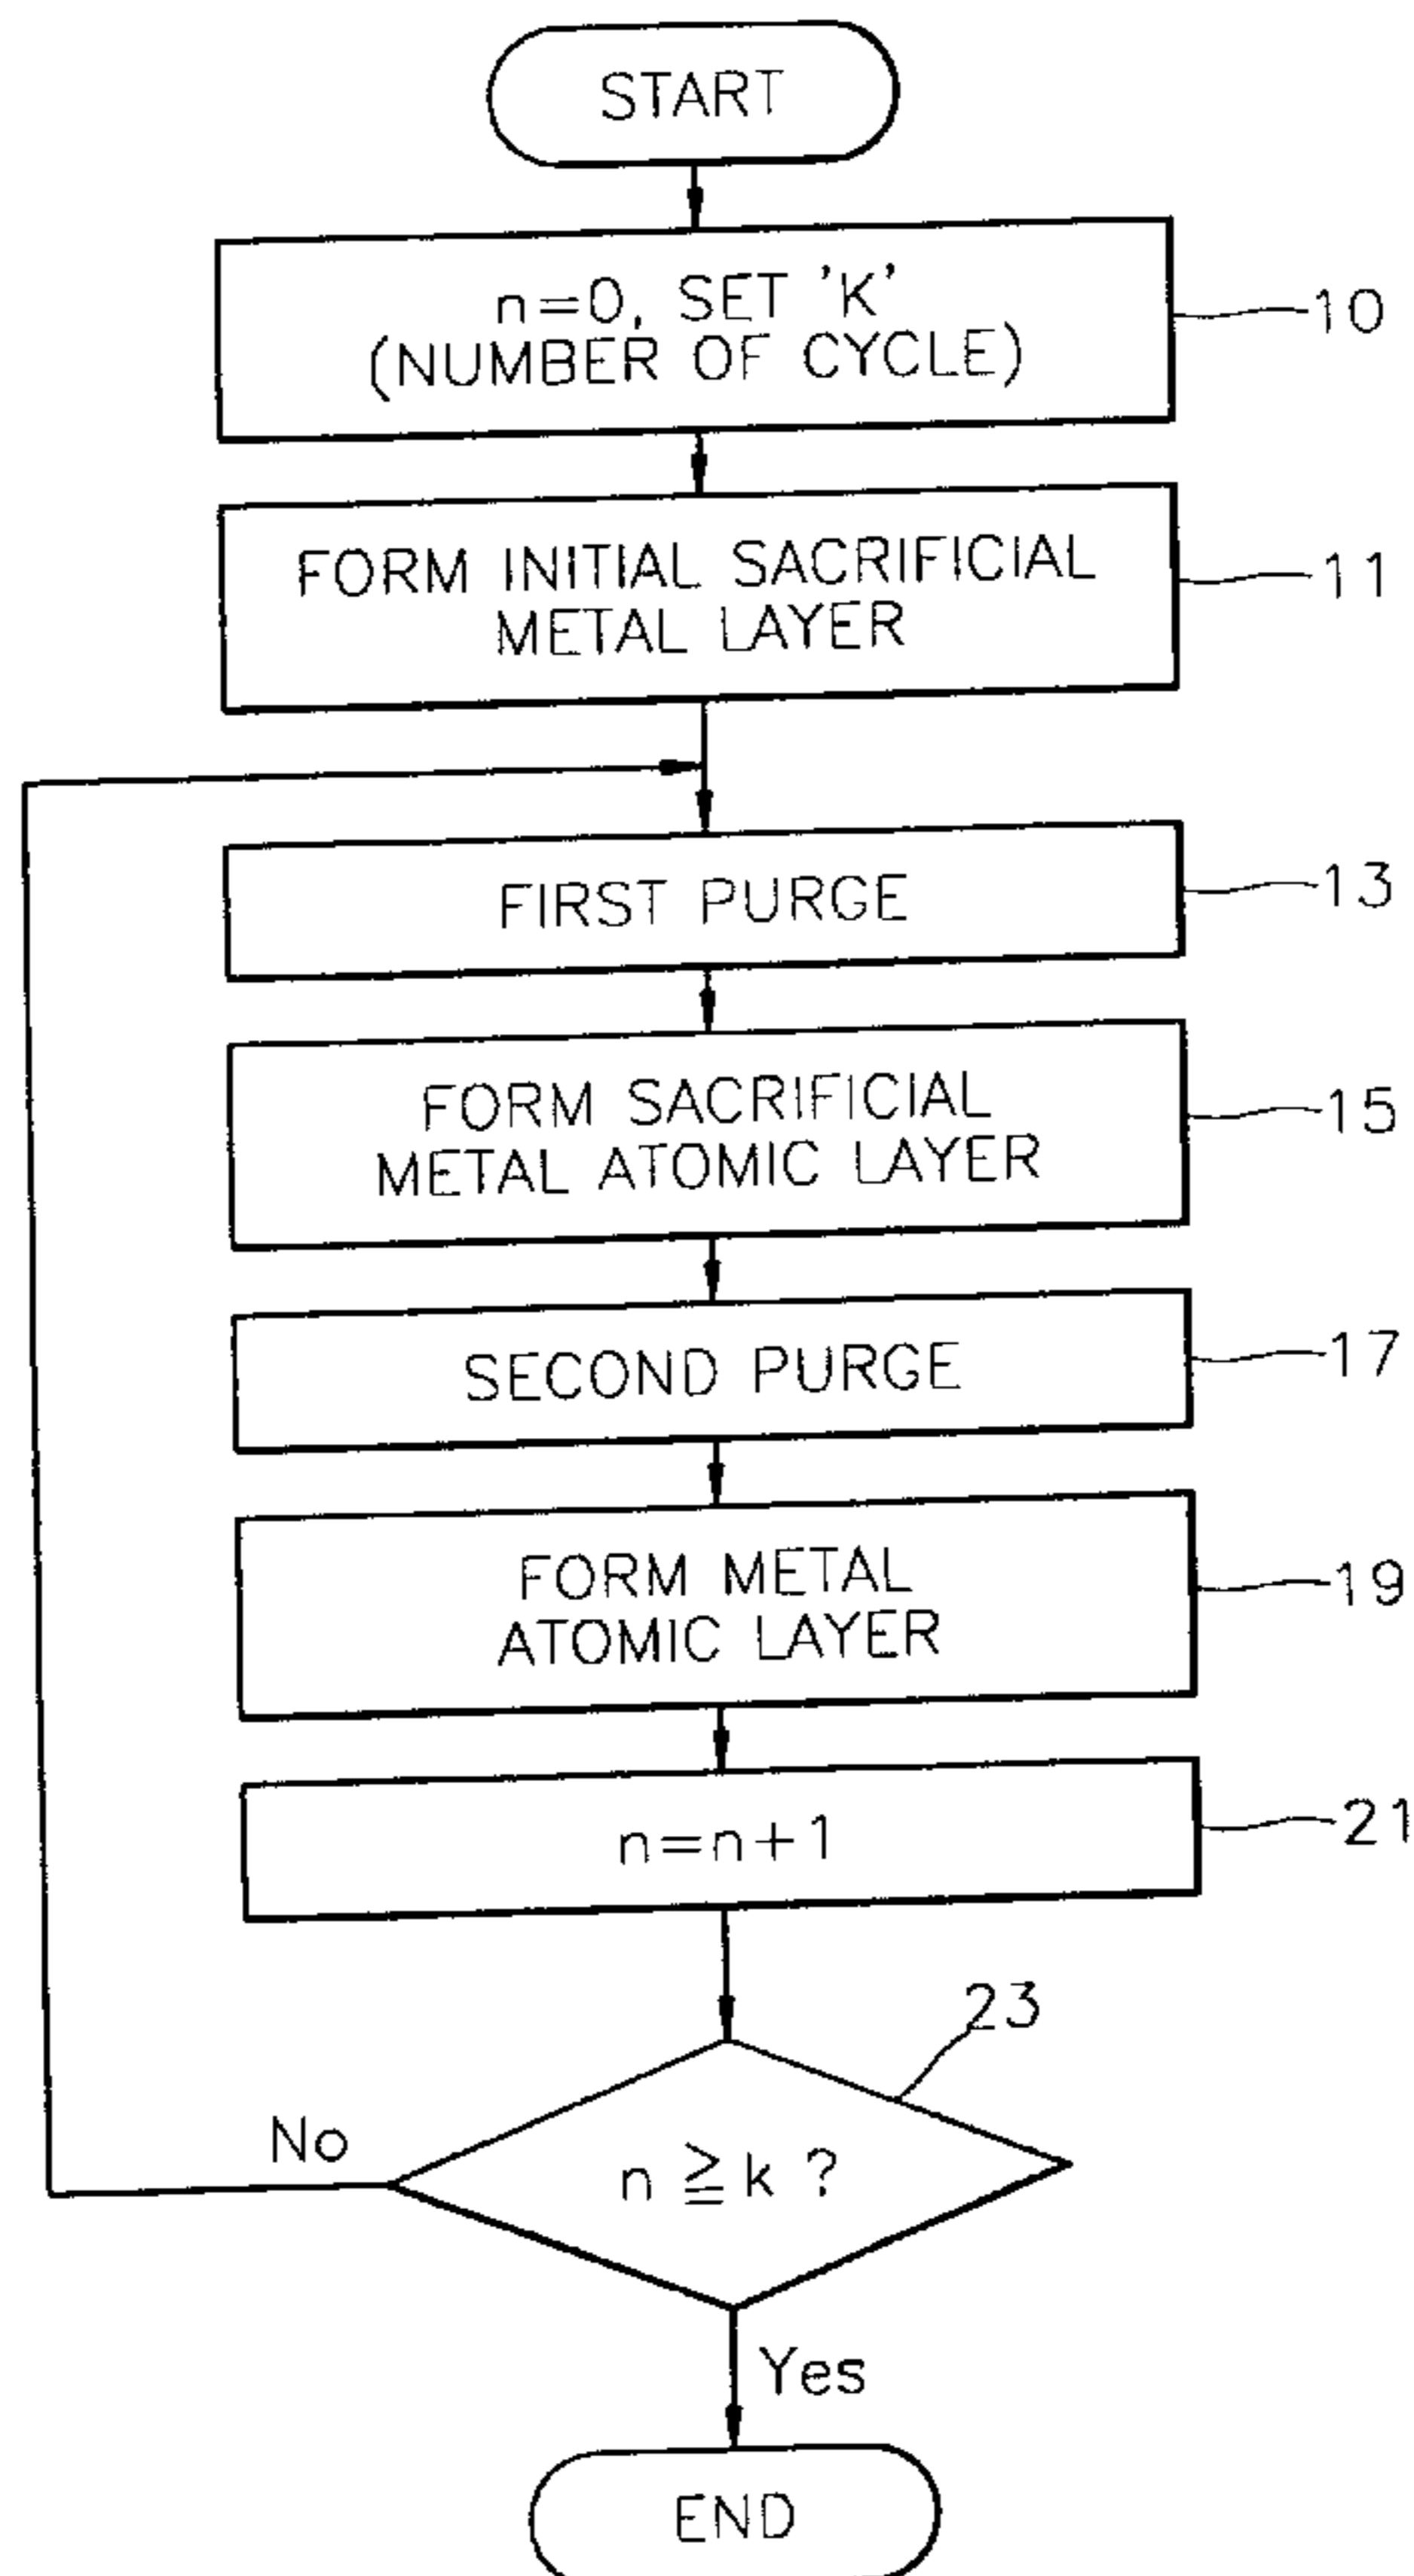 START
n=0, SET 'K'
(NUMBER OF CYCLE)
10
FORM INITIAL SACRIFICIAL
METAL LAYER
11
FIRST PURGE
13
FORM SACRIFICIAL
METAL ATOMIC LAYER
15
SECOND PURGE
17
FORM METAL
ATOMIC LAYER
19
n=n+1
21
23
No
n ≧ k ?
Yes
END